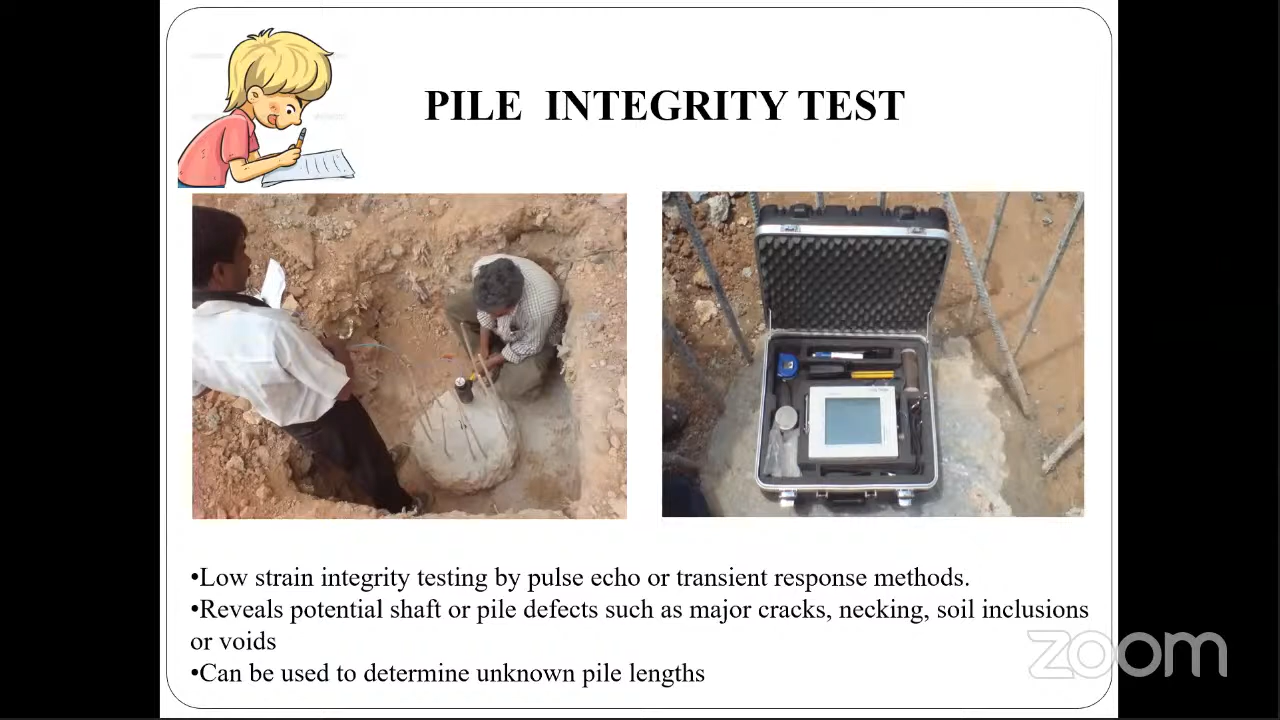 PILE INTEGRITY TEST
•Low strain integrity testing by pulse echo or transient response methods.
•Reveals potential shaft or pile defects such as major cracks, necking, soil inclusions
or voids
•Can be used to determine unknown pile lengths
zoom